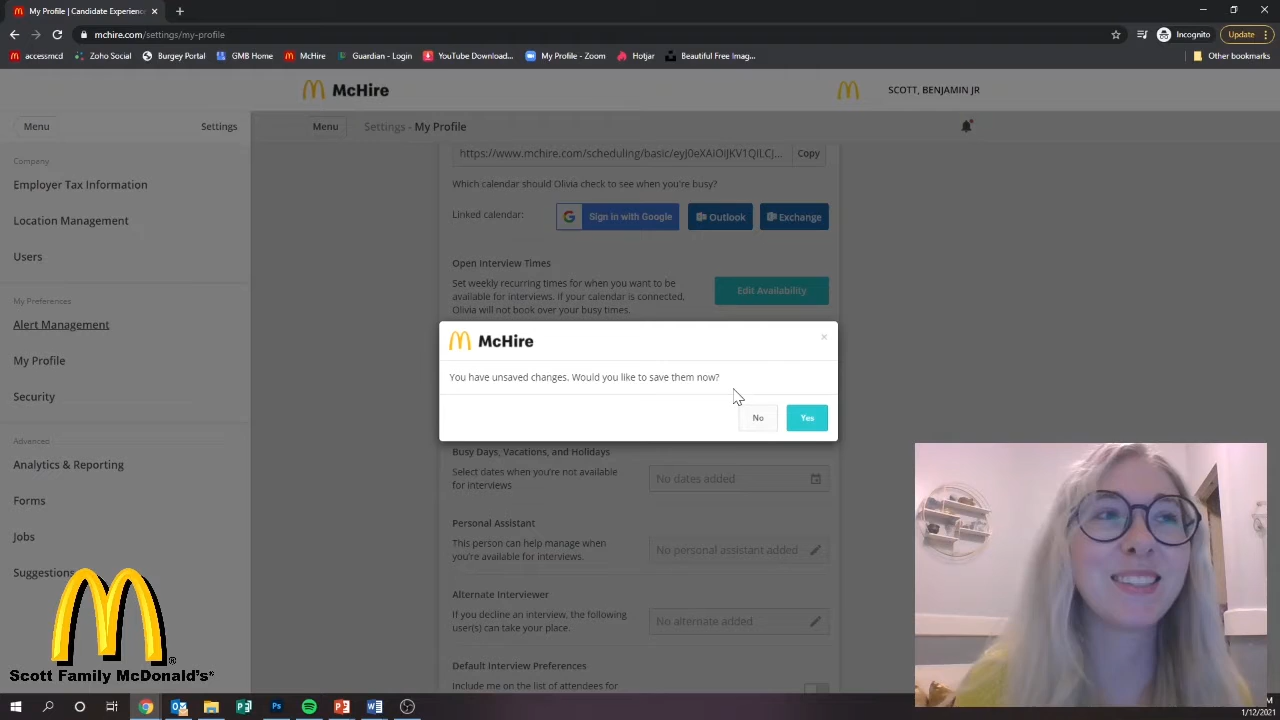 My Profile | Candidate Experience
mchire.com/settings/my-profile
Incognito
Update
accessmcd
Zoho Social
Burgey Portal
GMB Home
McHire
Guardian - Login
YouTube Download...
My Profile - Zoom
Hotjar
Beautiful Free Imag...
Other bookmarks
McHire
SCOTT, BENJAMIN JR
Menu
Settings
Menu
Settings - My Profile
Company
Employer Tax Information
Location Management
Users
My Preferences
Alert Management
My Profile
Security
Advanced
Analytics & Reporting
Forms
Jobs
Suggestions
Copy
Which calendar should Olivia check to see when you're busy?
Linked calendar:
Sign in with Google
Outlook
Exchange
Open Interview Times
Set weekly recurring times for when you want to be
available for interviews. If your calendar is connected,
Olivia will not book over your busy times.
Edit Availability
McHire
×
You have unsaved changes. Would you like to save them now?
No
Yes
Busy Days, Vacations, and Holidays
Select dates when you're not available
for interviews
No dates added
Personal Assistant
This person can help manage when
you're available for interviews.
No personal assistant added
Alternate Interviewer
If you decline an interview, the following
user(s) can take your place.
No alternate added
Default Interview Preferences
Include me on the list of attendees for
®
Scott Family McDonald's
1/12/2021